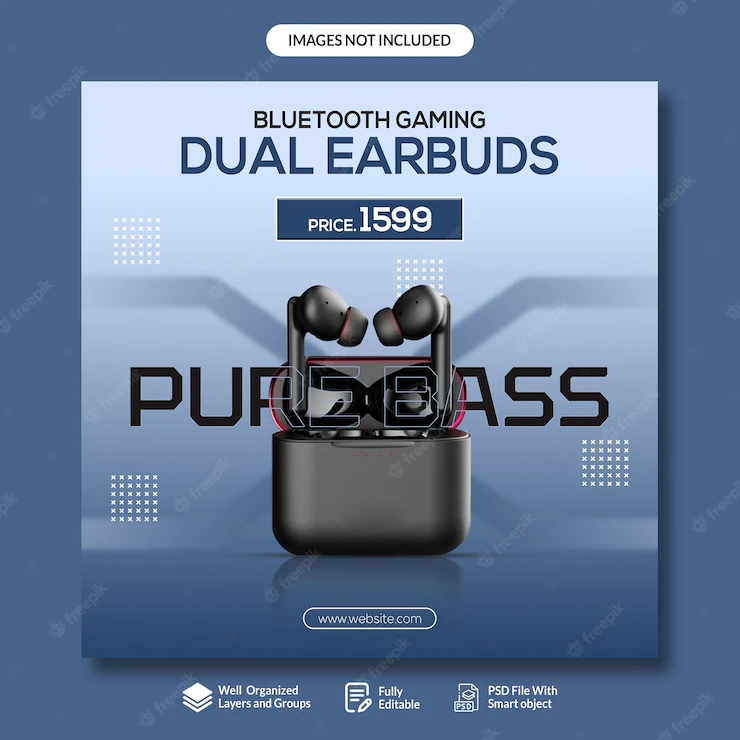 IMAGES NOT INCLUDED
BLUETOOTH GAMING
DUAL EARBUDS
PRICE. 1599
PURE BASS
www.website.com
Well Organized
Layers and Groups
Fully
Editable
PSD
PSD File With
Smart object
freepik